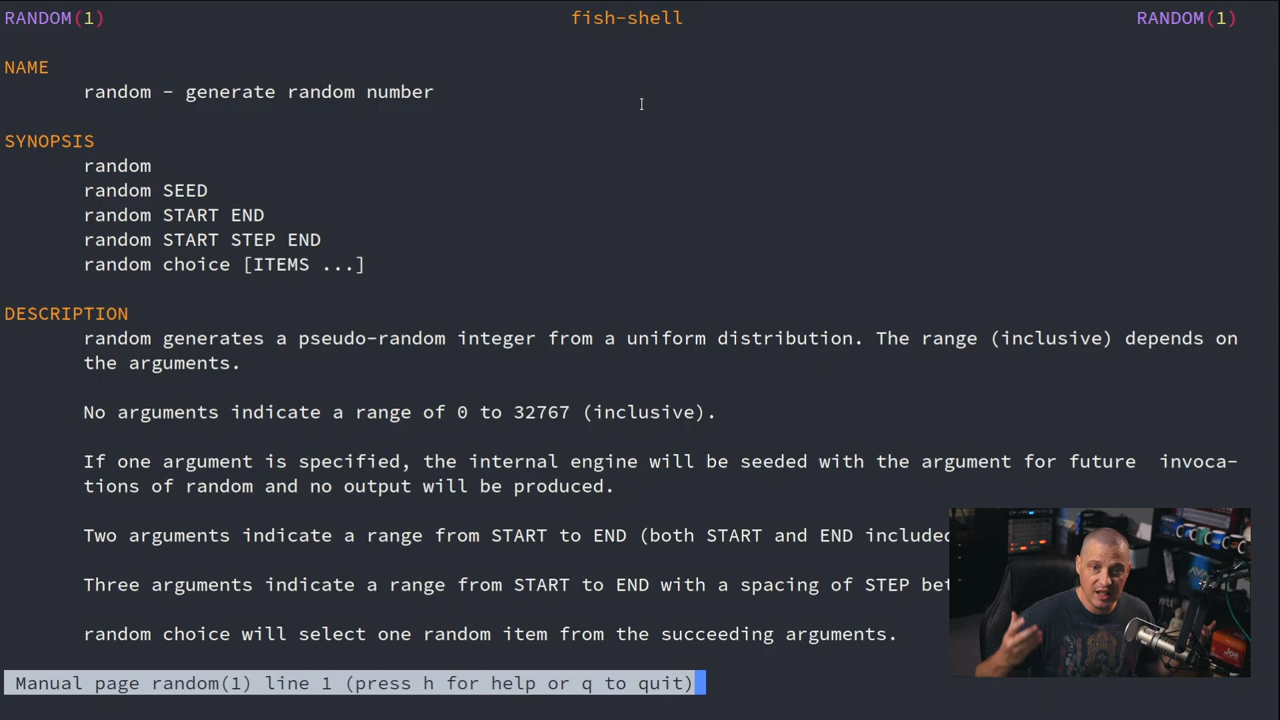 RANDOM(1) fish-shell RANDOM(1)
NAME
random - generate random number
SYNOPSIS
random
random SEED
random START END
random START STEP END
random choice [ITEMS ...]
DESCRIPTION
random generates a pseudo-random integer from a uniform distribution. The range (inclusive) depends on
the arguments.
No arguments indicate a range of 0 to 32767 (inclusive).
If one argument is specified, the internal engine will be seeded with the argument for future invoca-
tions of random and no output will be produced.
Two arguments indicate a range from START to END (both START and END included
Three arguments indicate a range from START to END with a spacing of STEP bet
random choice will select one random item from the succeeding arguments.
Manual page random(1) line 1 (press h for help or q to quit)